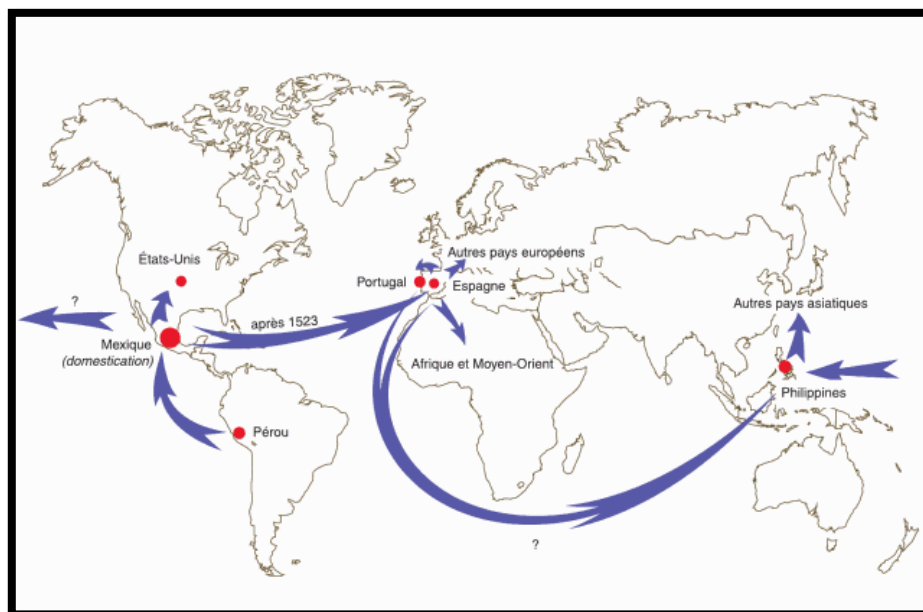 États-Unis
?
Mexique
(domestication)
après 1523
Pérou
Portugal
Espagne
Autres pays européens
Afrique et Moyen-Orient
Autres pays asiatiques
Philippines
?